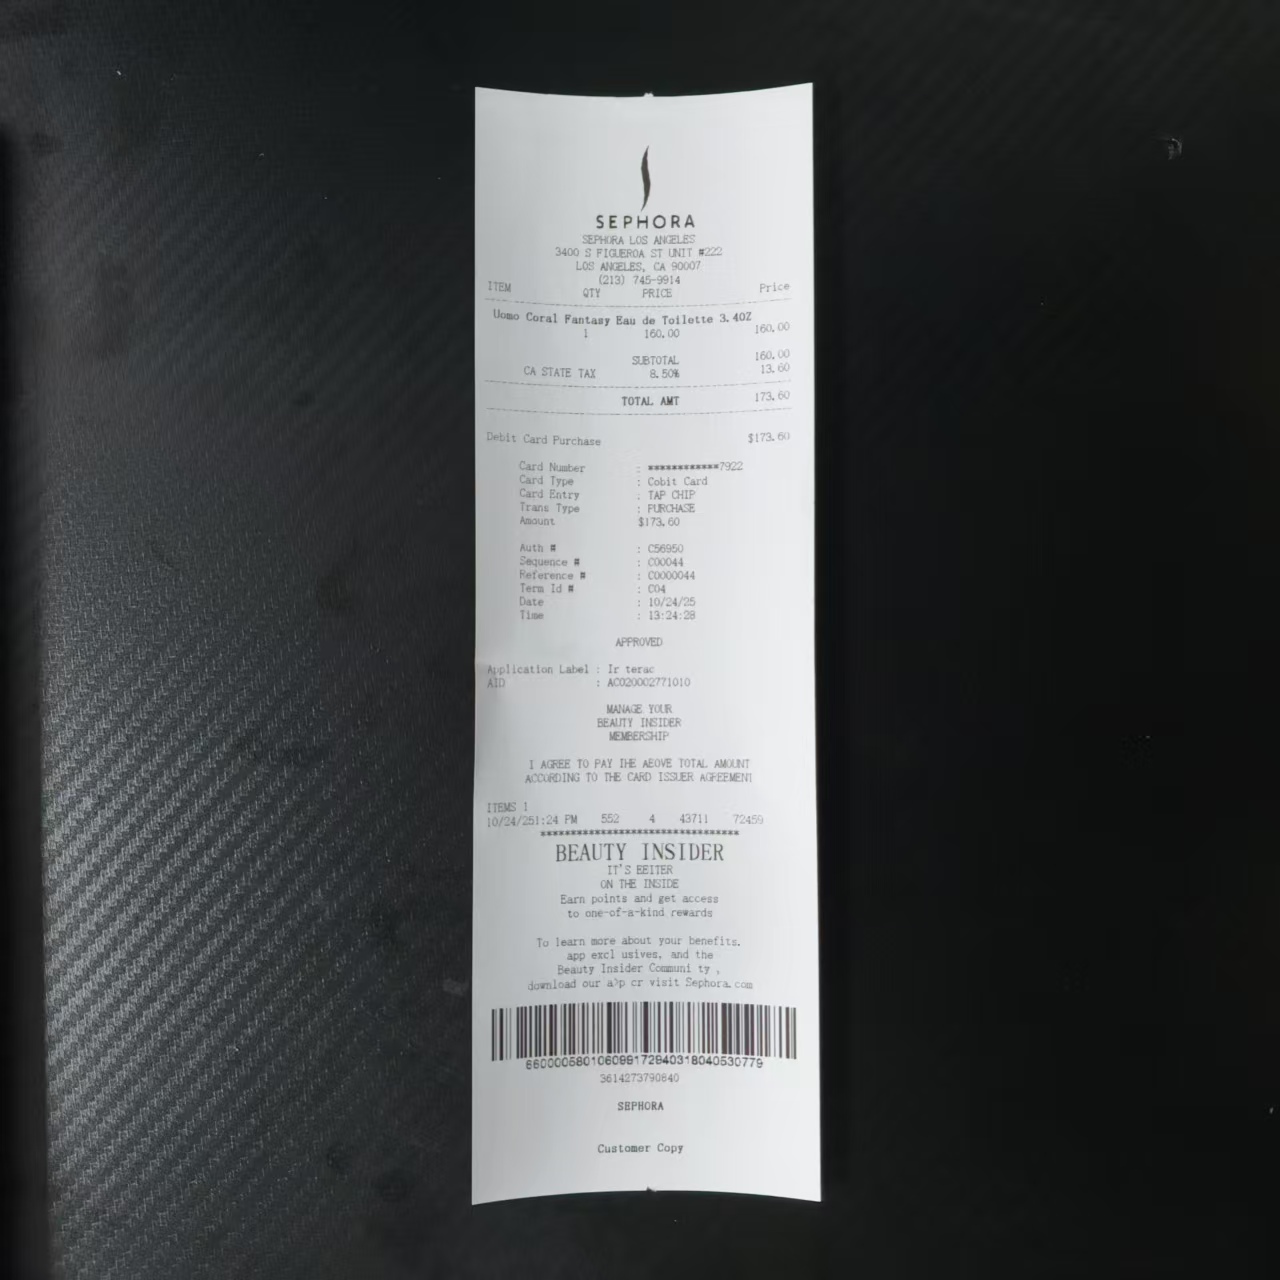 SEPHORA
SEPHORA LOS ANGELES
3400 S FIGUEROA ST UNIT #222
LOS ANGELES, CA 90007
(213) 745-9914
ITEM QTY PRICE Price
Uomo Coral Fantasy Eau de Toilette 3.4OZ
1 160.00 160.00
SUBTOTAL 160.00
CA STATE TAX 8.50% 13.60
TOTAL AMT 173.60
Debit Card Purchase $173.60
Card Number : ************7922
Card Type : Cobit Card
Card Entry : TAP CHIP
Trans Type : PURCHASE
Amount $173.60
Auth # : C56950
Sequence # : C00044
Reference # : C0000044
Term Id # : C04
Date : 10/24/25
Time : 13:24:28
APPROVED
Application Label : Ir terac
AID : AC020002771010
MANAGE YOUR
BEAUTY INSIDER
MEMBERSHIP
I AGREE TO PAY IHE AEOVE TOTAL AMOUNT
ACCORDING TO THE CARD ISSUER AGREEMENI
ITEMS 1
10/24/251:24 PM 552 4 43711 72459
*******************************
BEAUTY INSIDER
IT'S EEITER
ON THE INSIDE
Earn points and get access
to one-of-a-kind rewards
To learn more about your benefits.
app excl usives, and the
Beauty Insider Communi ty ,
download our a)p cr visit Sephora.com
660000580106099172940318040530779
3614273790840
SEPHORA
Customer Copy